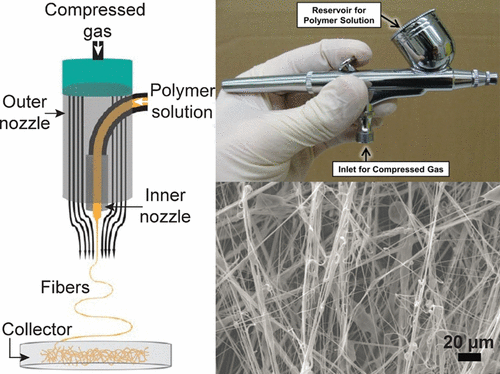 Compressed
gas
Outer
nozzle
Polymer
solution
Inner
nozzle
Fibers
Collector
Reservoir for
Polymer Solution
Inlet for Compressed Gas
20 µm